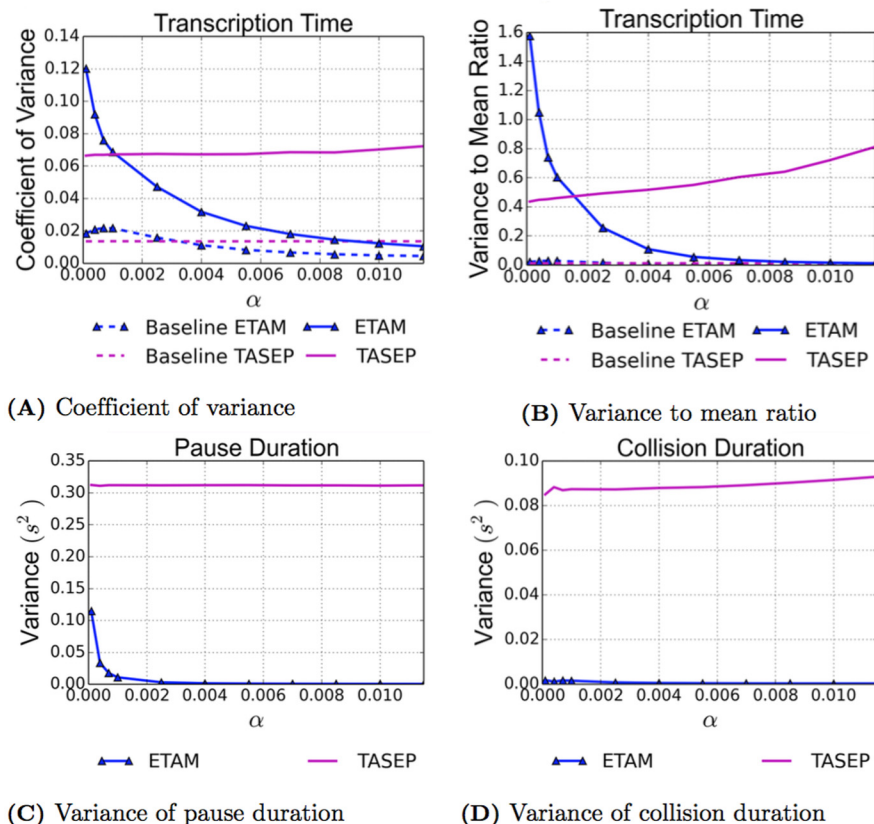 Transcription Time
Coefficient of Variance
0.14
0.12
0.10
0.08
0.06
0.04
0.02
0.00
0.000 0.002 0.004 0.006 0.008 0.010
α
Baseline ETAM ETAM
Baseline TASEP TASEP
(A) Coefficient of variance
Transcription Time
Variance to Mean Ratio
1.6
1.4
1.2
1.0
0.8
0.6
0.4
0.2
0.0
0.000 0.002 0.004 0.006 0.008 0.010
α
Baseline ETAM ETAM
Baseline TASEP TASEP
(B) Variance to mean ratio
Pause Duration
Variance (s²)
0.35
0.30
0.25
0.20
0.15
0.10
0.05
0.00
0.000 0.002 0.004 0.006 0.008 0.010
α
ETAM TASEP
(C) Variance of pause duration
Collision Duration
Variance (s²)
0.10
0.08
0.06
0.04
0.02
0.00
0.000 0.002 0.004 0.006 0.008 0.010
α
ETAM TASEP
(D) Variance of collision duration